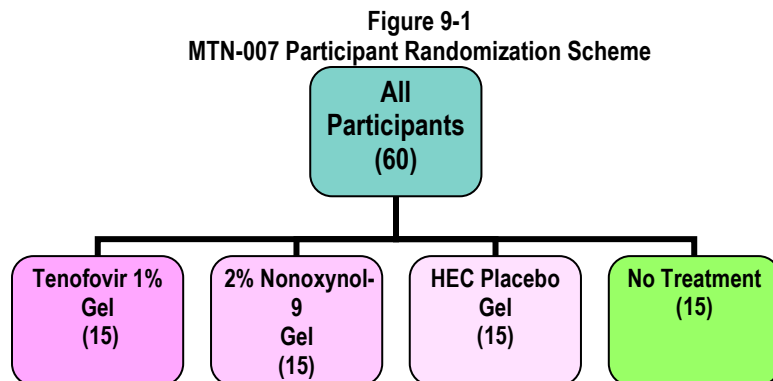 Figure 9-1
MTN-007 Participant Randomization Scheme
All
Participants
(60)
Tenofovir 1%
Gel
(15)
2% Nonoxynol-
9
Gel
(15)
HEC Placebo
Gel
(15)
No Treatment
(15)